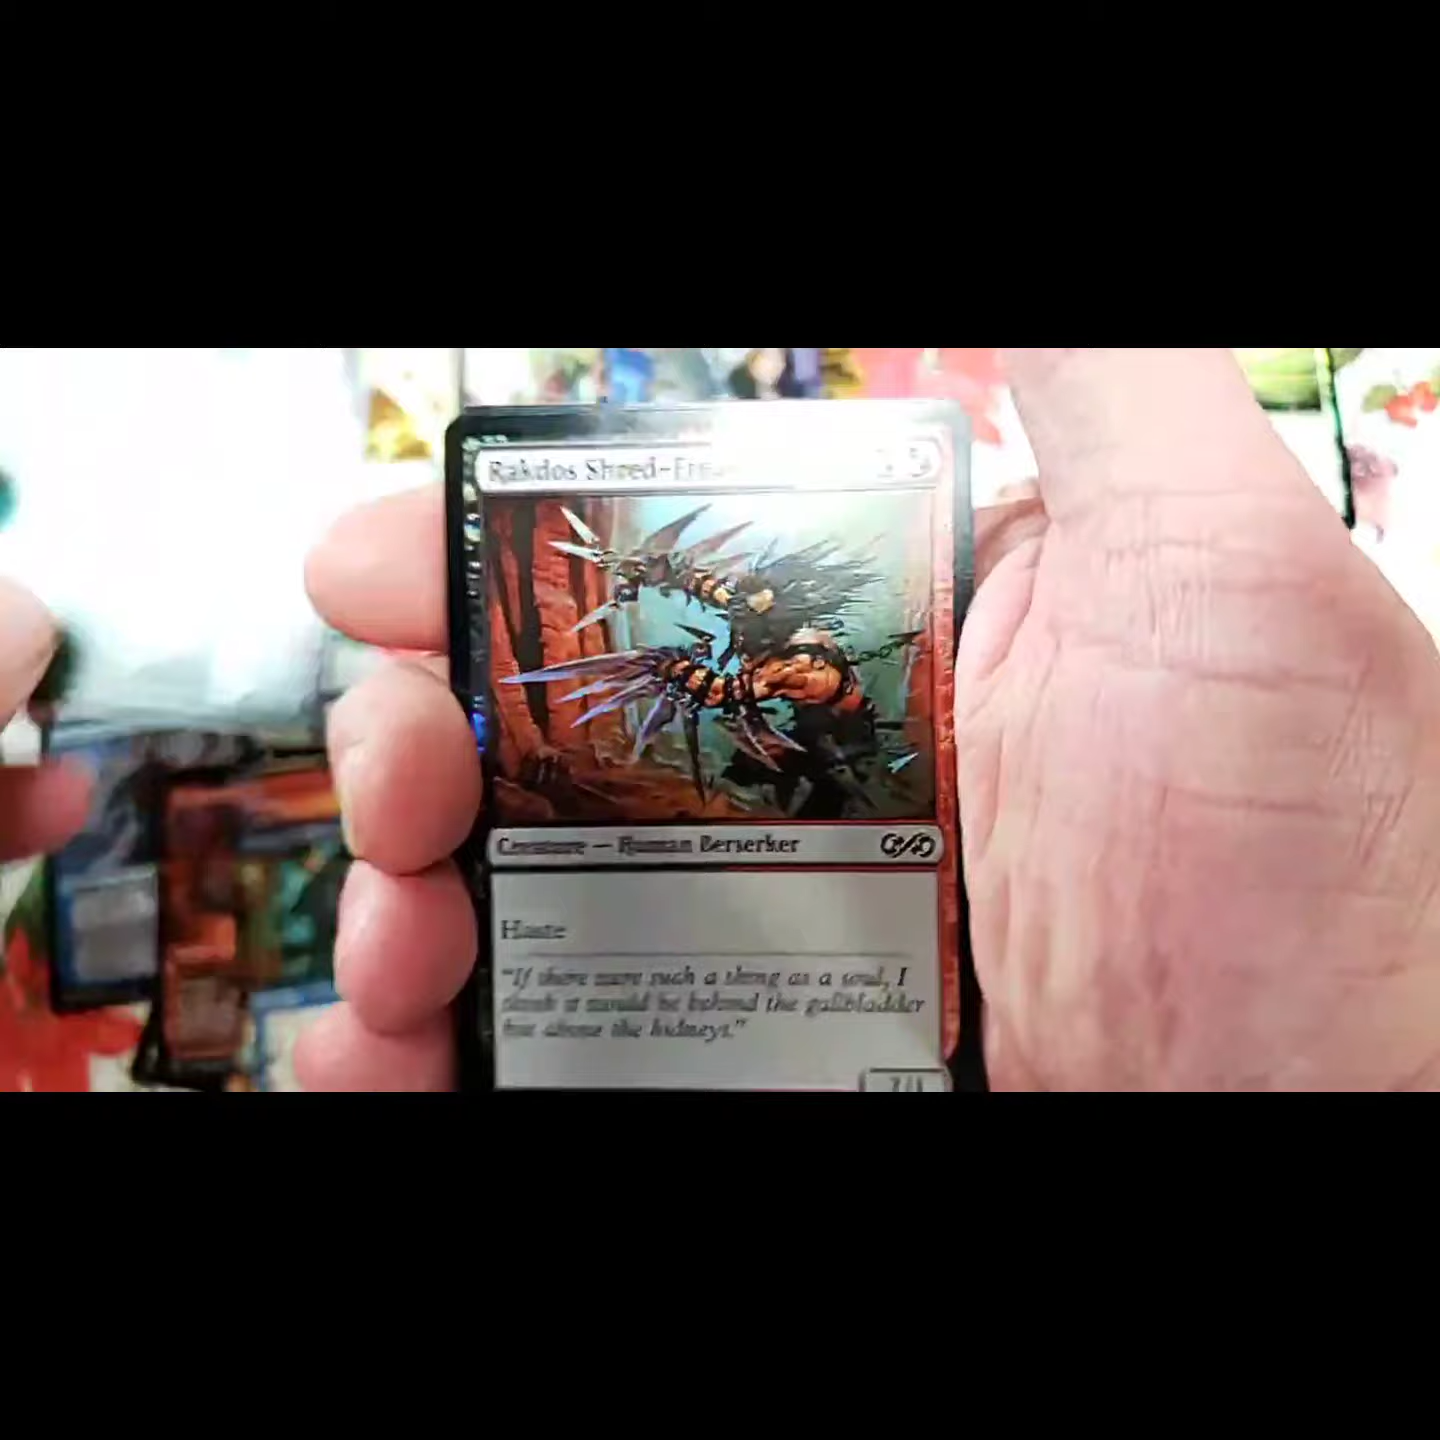 Rakdos Shred-Frea
Creature — Human Berserker
Haste
"If there were such a thing as a soul, I
think it would be behind the gallbladder
but above the kidneys."